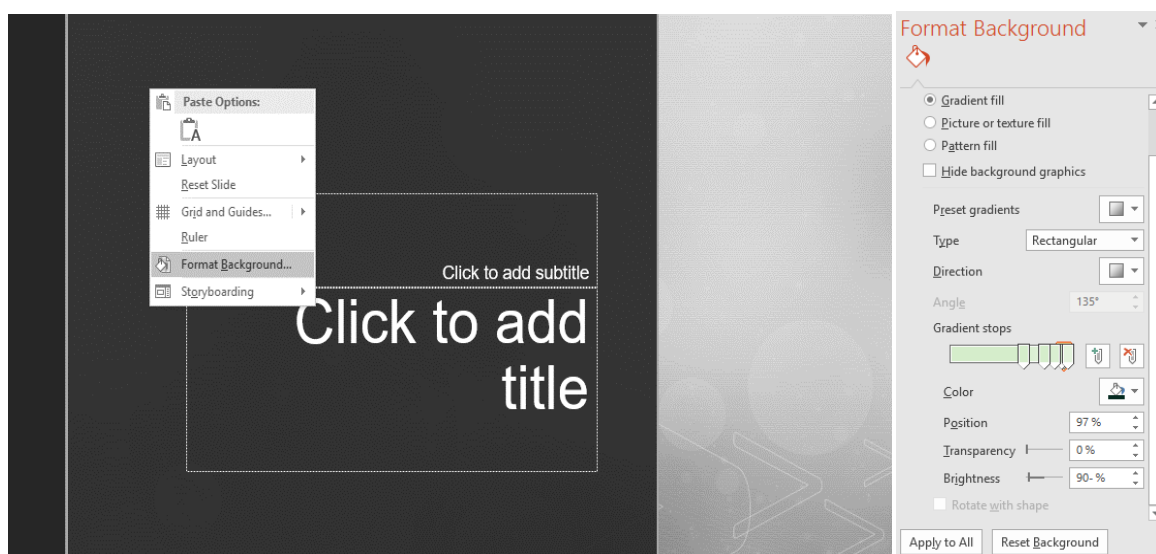 Paste Options:
A
Layout
Reset Slide
Grid and Guides...
Ruler
Format Background...
Storyboarding
Click to add subtitle
Click to add
title
Format Background
Gradient fill
Picture or texture fill
Pattern fill
Hide background graphics
Preset gradients
Type Rectangular
Direction
Angle 135°
Gradient stops
Color
Position 97 %
Transparency 0 %
Brightness 90- %
Rotate with shape
Apply to All Reset Background